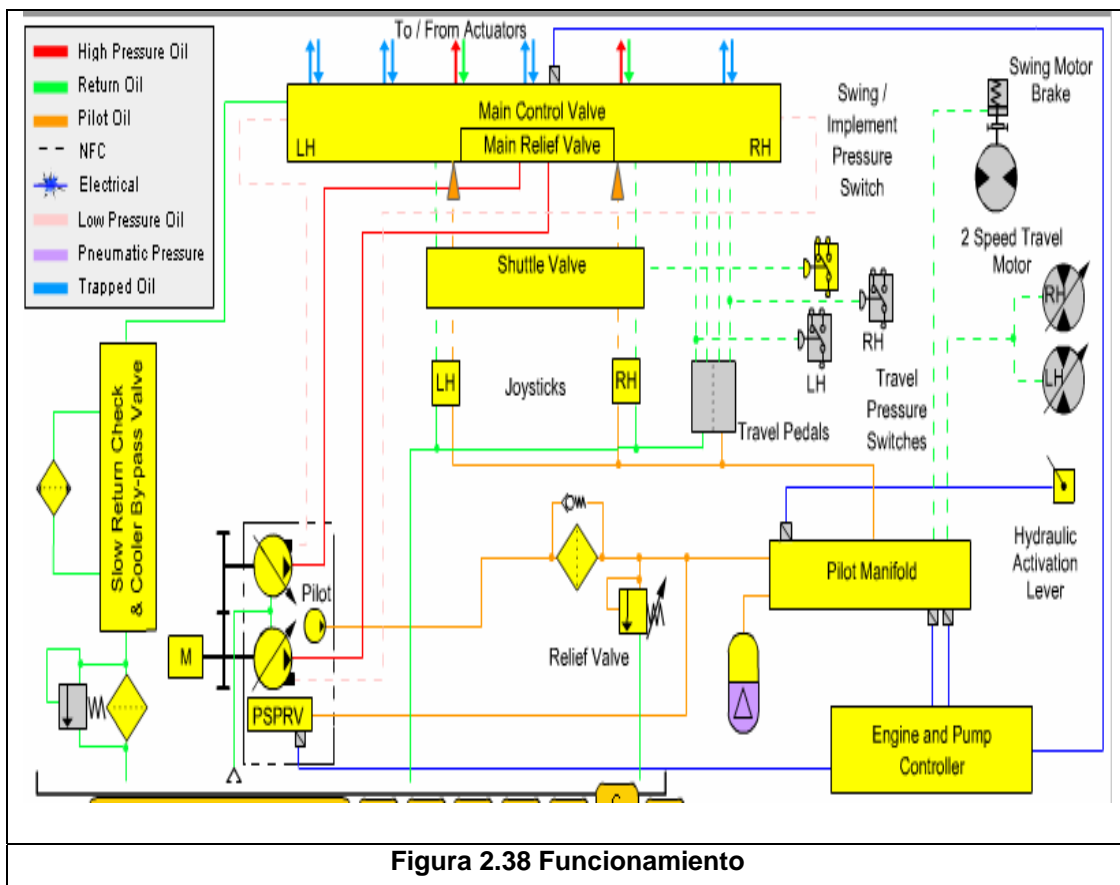 To / From Actuators
High Pressure Oil
Return Oil
Pilot Oil
NFC
Electrical
Low Pressure Oil
Pneumatic Pressure
Trapped Oil
Main Control Valve
Main Relief Valve
LH
RH
Swing /
Implement
Pressure
Switch
Swing Motor
Brake
2 Speed Travel
Motor
RH
LH
Shuttle Valve
RH
LH
Travel
Pressure
Switches
LH
Joysticks
RH
Travel Pedals
Slow Return Check
& Cooler By-pass Valve
Hydraulic
Activation
Lever
Pilot
Pilot Manifold
Relief Valve
M
PSPRV
Engine and Pump
Controller
Figura 2.38 Funcionamiento